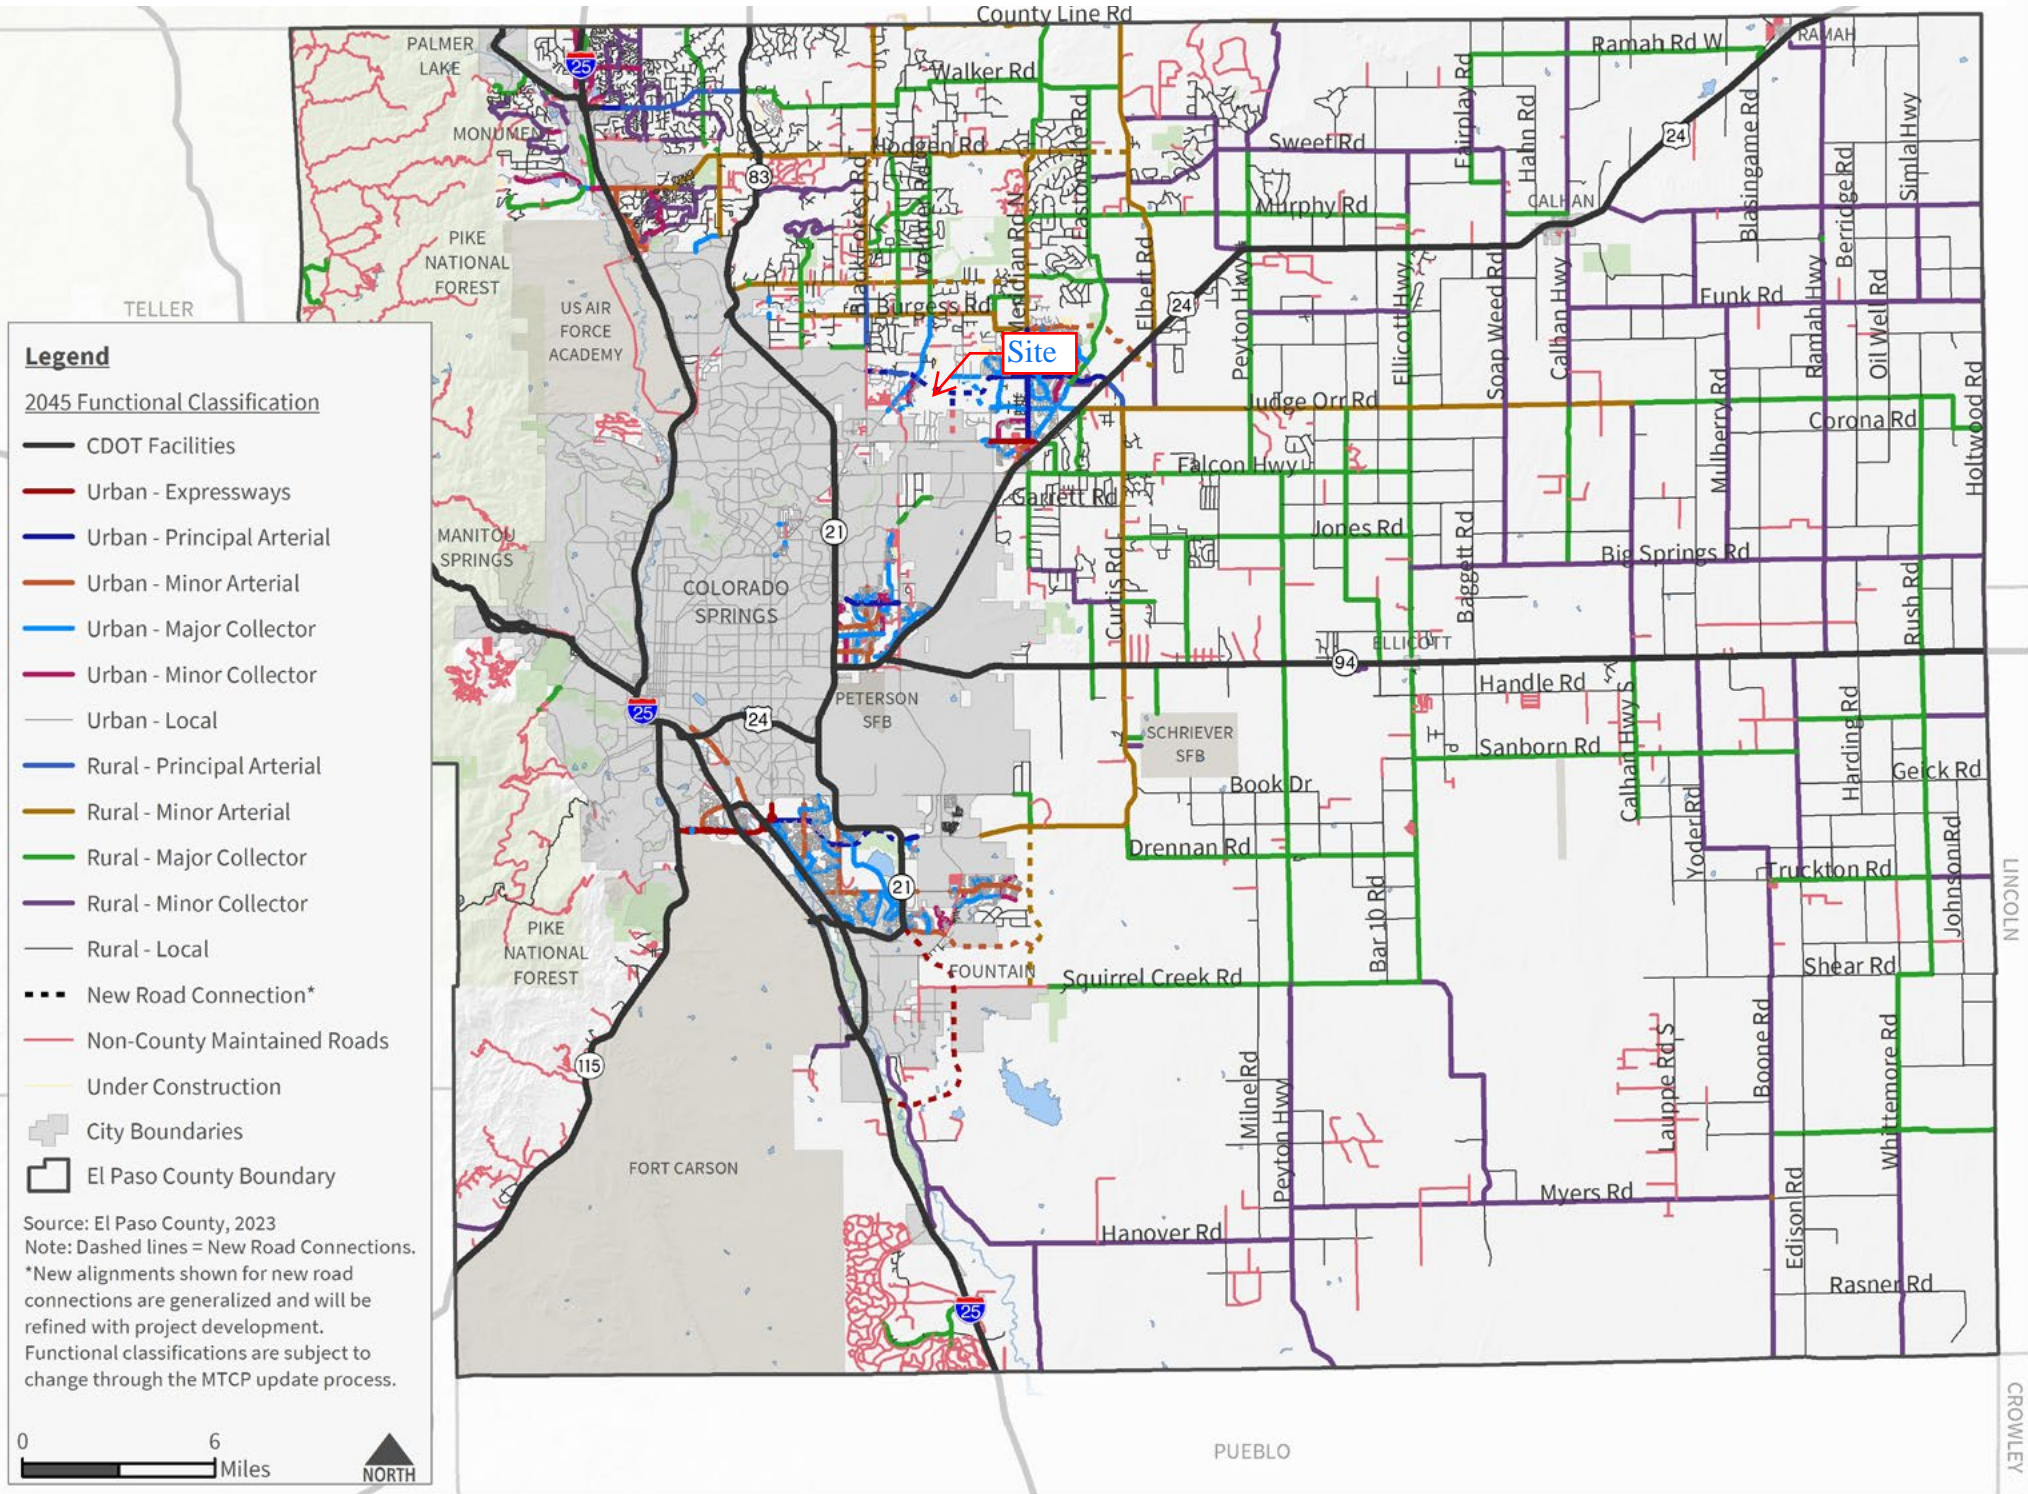 County Line Rd
PALMER
LAKE
25
Walker Rd
Ramah Rd W
RAMAH
MONUMENT
83
Hodgen Rd
Sweet Rd
Fairplay Rd
Hahn Rd
24
Blasingame Rd
Berridge Rd
Simla Hwy
Black Forest Rd
Vollmer Rd
Meridian Rd N
Eastonville Rd
Murphy Rd
CALHAN
PIKE
NATIONAL
FOREST
TELLER
US AIR
FORCE
ACADEMY
Burgess Rd
Elbert Rd
24
Peyton Hwy
Ellicott Hwy
Soap Weed Rd
Calhan Hwy
Funk Rd
Ramah Hwy
Oil Well Rd
Site
Judge Orr Rd
Mulberry Rd
Corona Rd
Holtwood Rd
Falcon Hwy
Garrett Rd
21
MANITOU
SPRINGS
COLORADO
SPRINGS
Curtis Rd
Jones Rd
Baggett Rd
Big Springs Rd
Rush Rd
ELLICOTT
94
PETERSON
SFB
25
24
SCHRIEVER
SFB
Handle Rd
Sanborn Rd
Calhan Hwy S
Harding Rd
Geick Rd
Book Dr
Yoder Rd
Drennan Rd
Truckton Rd
Johnson Rd
LINCOLN
21
Bar 10 Rd
PIKE
NATIONAL
FOREST
FOUNTAIN
Squirrel Creek Rd
Shear Rd
115
Milne Rd
Peyton Hwy
Lauppe Rd S
Boone Rd
Whittemore Rd
FORT CARSON
Myers Rd
Hanover Rd
Edison Rd
Rasner Rd
25
PUEBLO
CROWLEY
Legend
2045 Functional Classification
CDOT Facilities
Urban - Expressways
Urban - Principal Arterial
Urban - Minor Arterial
Urban - Major Collector
Urban - Minor Collector
Urban - Local
Rural - Principal Arterial
Rural - Minor Arterial
Rural - Major Collector
Rural - Minor Collector
Rural - Local
New Road Connection*
Non-County Maintained Roads
Under Construction
City Boundaries
El Paso County Boundary
Source: El Paso County, 2023
Note: Dashed lines = New Road Connections.
*New alignments shown for new road
connections are generalized and will be
refined with project development.
Functional classifications are subject to
change through the MTCP update process.
0 6
Miles
NORTH